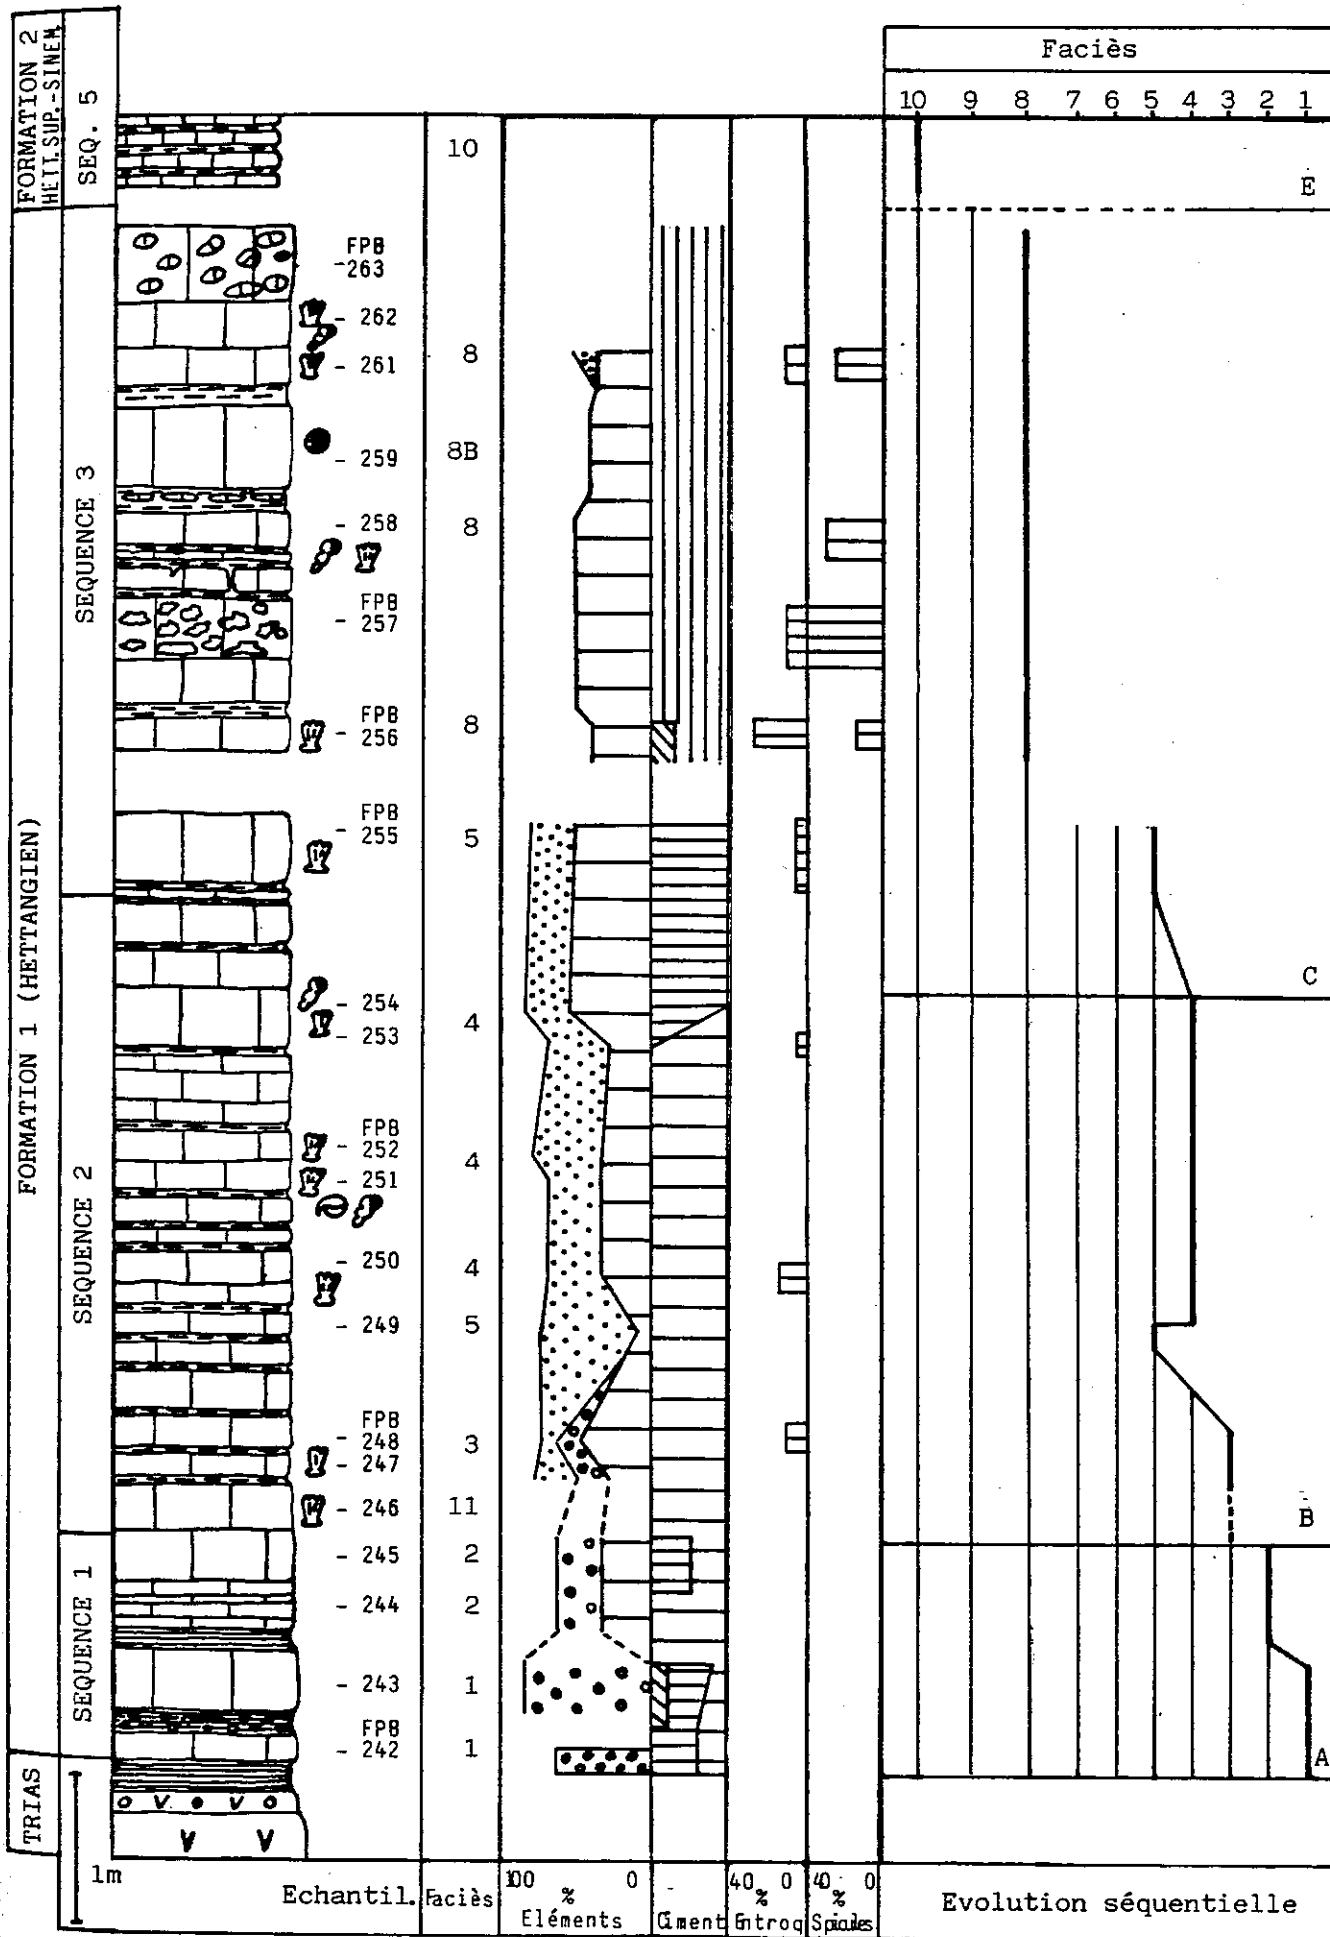 FORMATION 2
HETT.SUP.-SINEM
SEQ. 5
FORMATION 1 (HETTANGIEN)
SEQUENCE 3
SEQUENCE 2
SEQUENCE 1
TRIAS
1m
FPB
- 263
- 262
- 261
- 259
- 258
FPB
- 257
FPB
- 256
FPB
- 255
- 254
- 253
FPB
- 252
- 251
- 250
- 249
FPB
- 248
- 247
- 246
- 245
- 244
- 243
FPB
- 242
10
8
8B
8
8
5
4
4
4
5
3
11
2
2
1
1
Faciès
10 9 8 7 6 5 4 3 2 1
E
C
B
A
V V
V V
Echantil.
Faciès
100 % 0
Eléments
Ciment
40 % 0
Entroq
40 % 0
Spicules
Evolution séquentielle